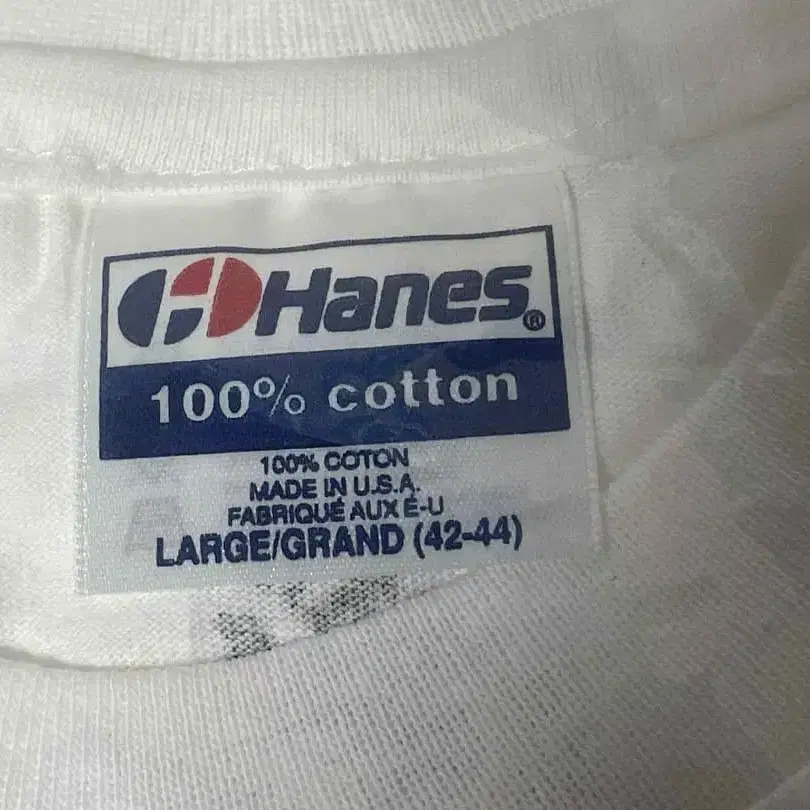 Hanes®
100% cotton
100% COTON
MADE IN U.S.A.
FABRIQUÉ AUX É-U
LARGE/GRAND (42-44)